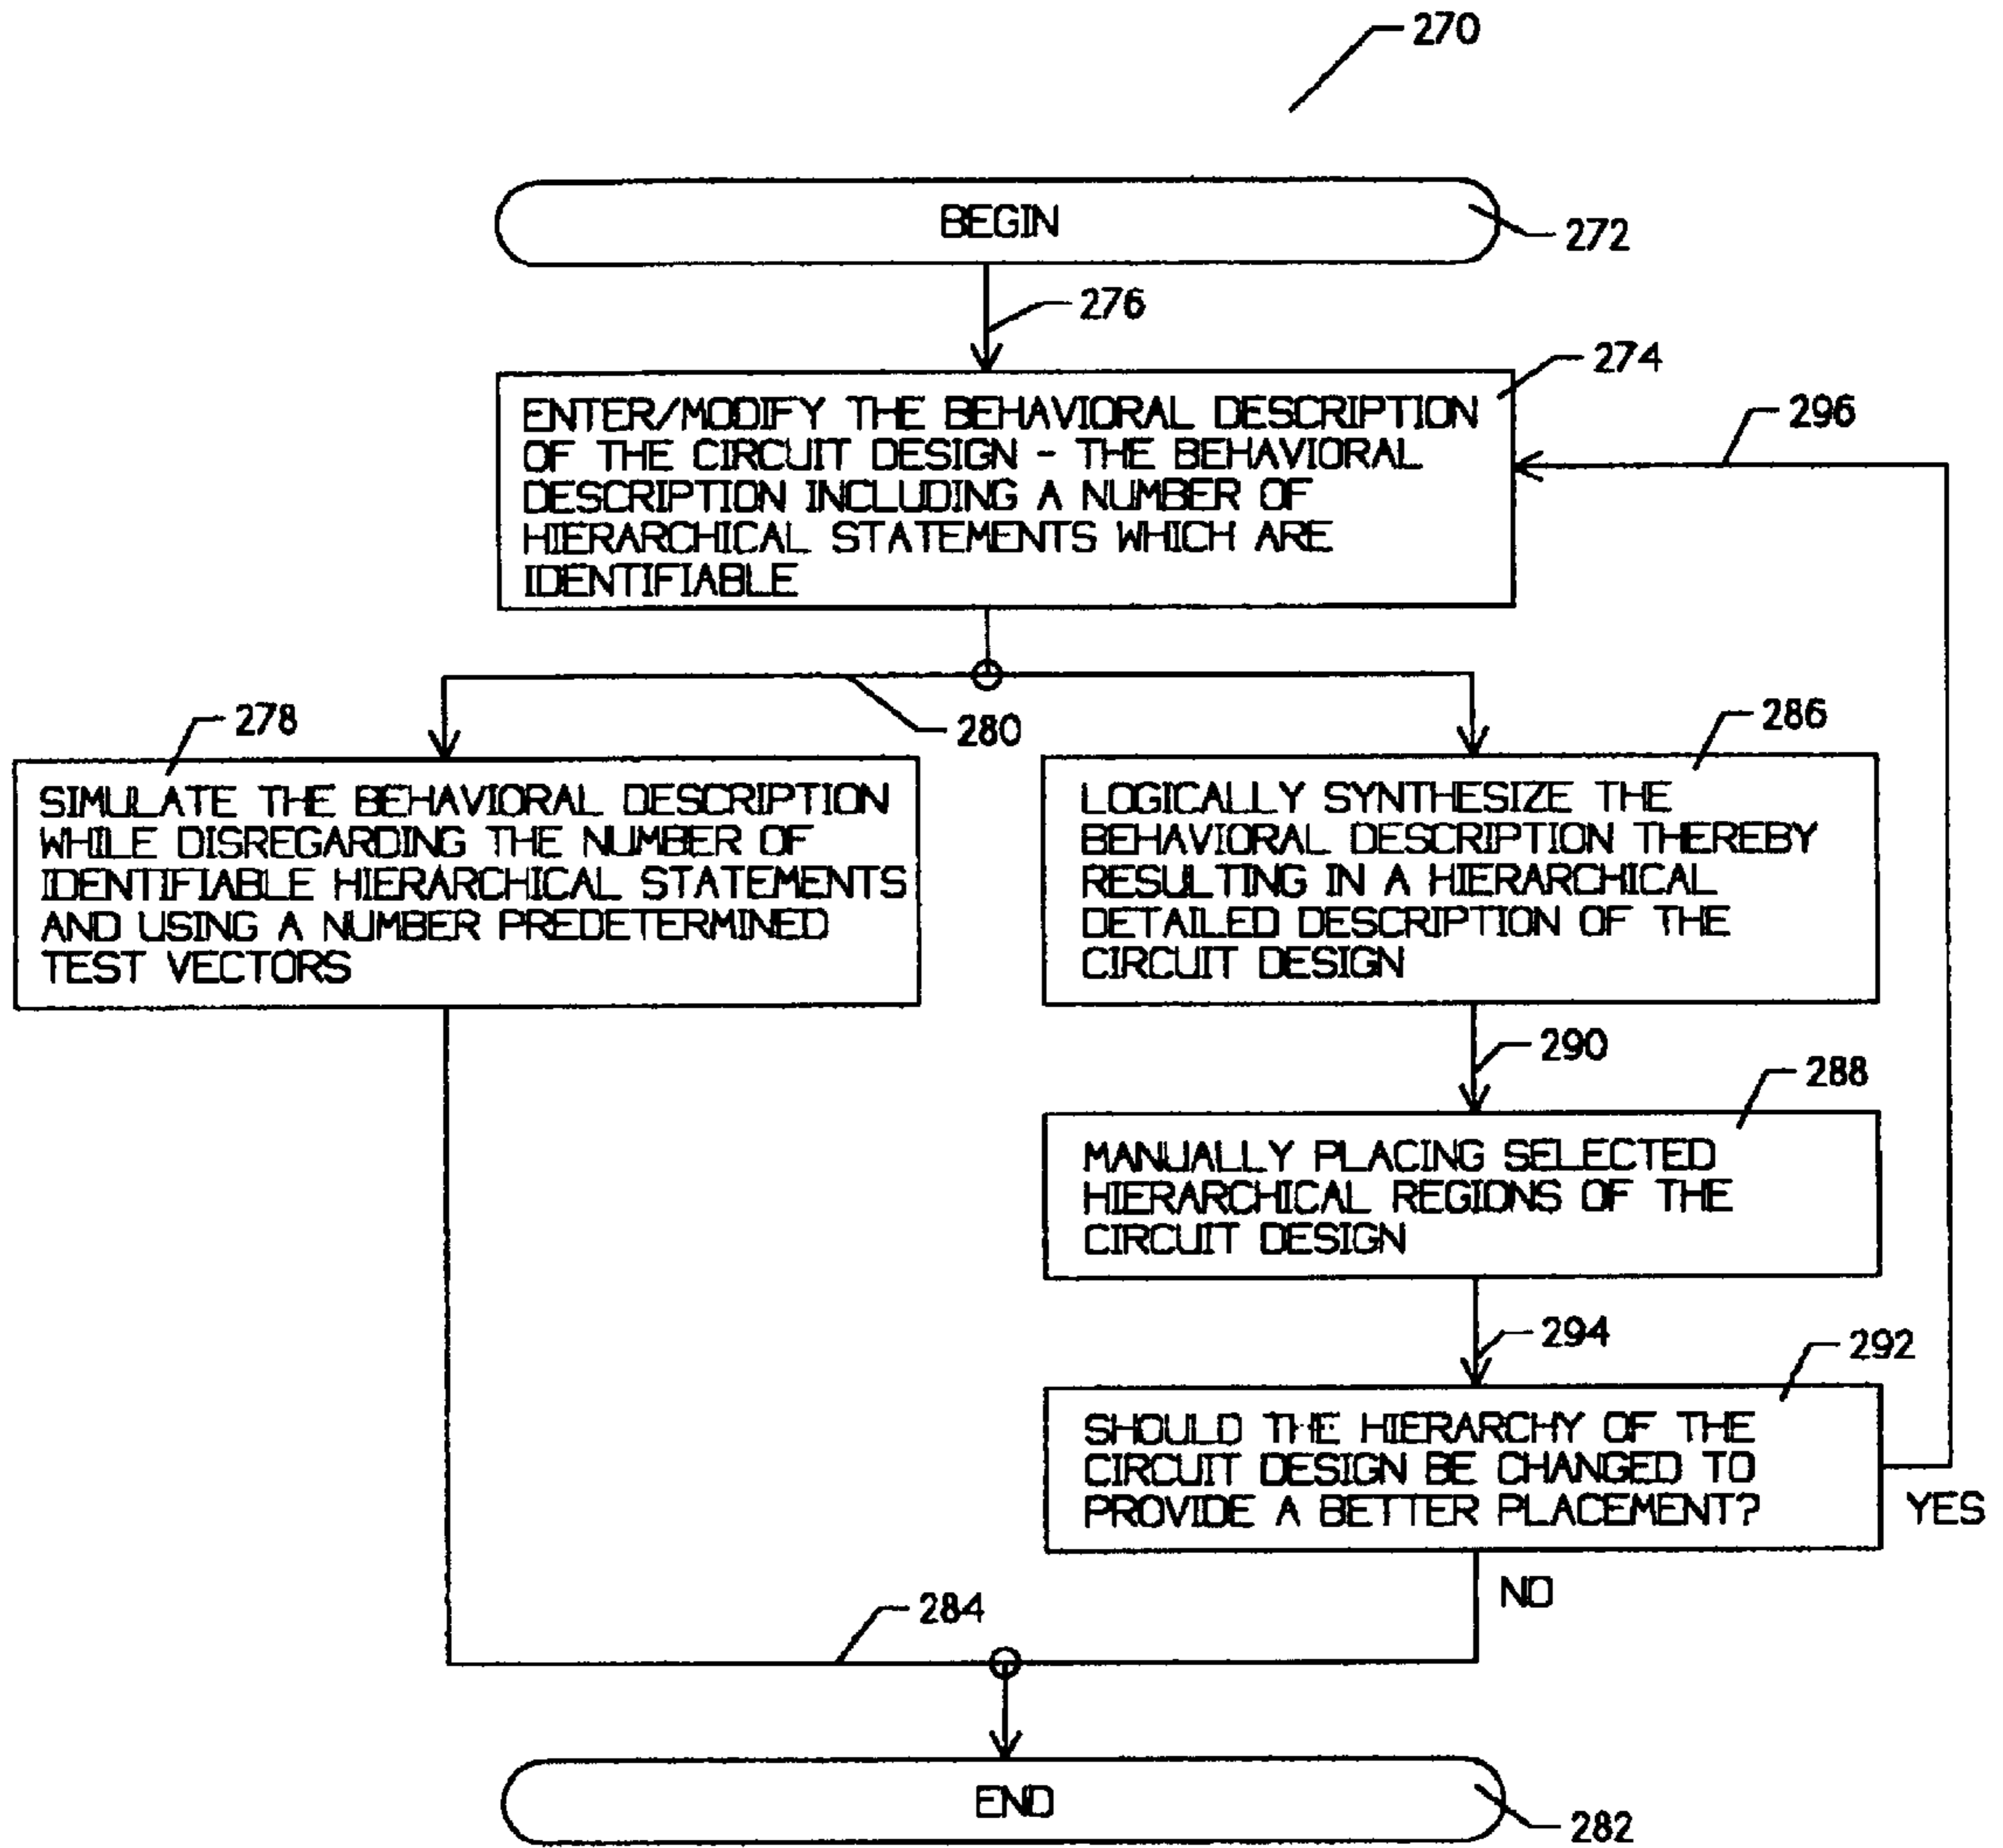 270
BEGIN
272
276
274
ENTER/MODIFY THE BEHAVIORAL DESCRIPTION
OF THE CIRCUIT DESIGN - THE BEHAVIORAL
DESCRIPTION INCLUDING A NUMBER OF
HIERARCHICAL STATEMENTS WHICH ARE
IDENTIFIABLE
296
280
278
SIMULATE THE BEHAVIORAL DESCRIPTION
WHILE DISREGARDING THE NUMBER OF
IDENTIFIABLE HIERARCHICAL STATEMENTS
AND USING A NUMBER PREDETERMINED
TEST VECTORS
286
LOGICALLY SYNTHESIZE THE
BEHAVIORAL DESCRIPTION THEREBY
RESULTING IN A HIERARCHICAL
DETAILED DESCRIPTION OF THE
CIRCUIT DESIGN
290
288
MANUALLY PLACING SELECTED
HIERARCHICAL REGIONS OF THE
CIRCUIT DESIGN
294
292
SHOULD THE HIERARCHY OF THE
CIRCUIT DESIGN BE CHANGED TO
PROVIDE A BETTER PLACEMENT?
YES
NO
284
END
282